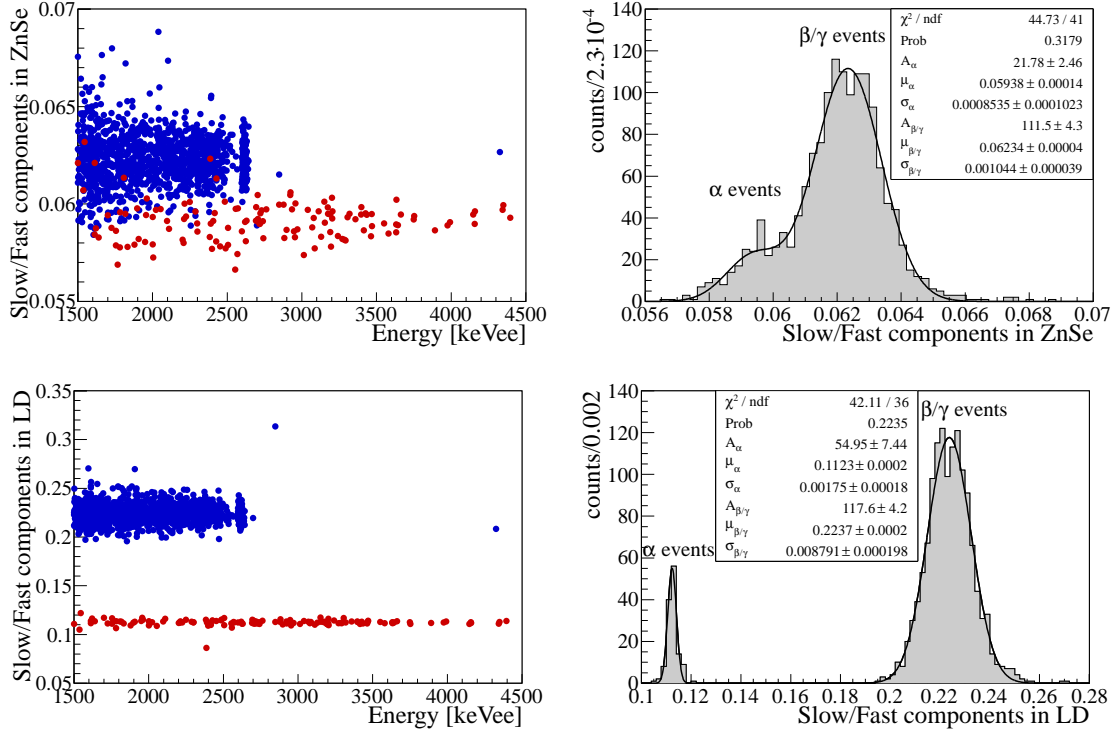 Slow/Fast components in ZnSe
0.07
0.065
0.06
0.055
1500 2000 2500 3000 3500 4000 4500
Energy [keVee]
counts/2.3·10⁻⁴
140
120
100
80
60
40
20
0
β/γ events
α events
χ² / ndf 44.73 / 41
Prob 0.3179
A_α 21.78 ± 2.46
μ_α 0.05938 ± 0.00014
σ_α 0.0008535 ± 0.0001023
A_β/γ 111.5 ± 4.3
μ_β/γ 0.06234 ± 0.00004
σ_β/γ 0.001044 ± 0.000039
0.056 0.058 0.06 0.062 0.064 0.066 0.068 0.07
Slow/Fast components in ZnSe
Slow/Fast components in LD
0.35
0.3
0.25
0.2
0.15
0.1
0.05
1500 2000 2500 3000 3500 4000 4500
Energy [keVee]
counts/0.002
140
120
100
80
60
40
20
0
χ² / ndf 42.11 / 36
Prob 0.2235
A_α 54.95 ± 7.44
μ_α 0.1123 ± 0.0002
σ_α 0.00175 ± 0.00018
A_β/γ 117.6 ± 4.2
μ_β/γ 0.2237 ± 0.0002
σ_β/γ 0.008791 ± 0.000198
β/γ events
α events
0.1 0.12 0.14 0.16 0.18 0.2 0.22 0.24 0.26 0.28
Slow/Fast components in LD